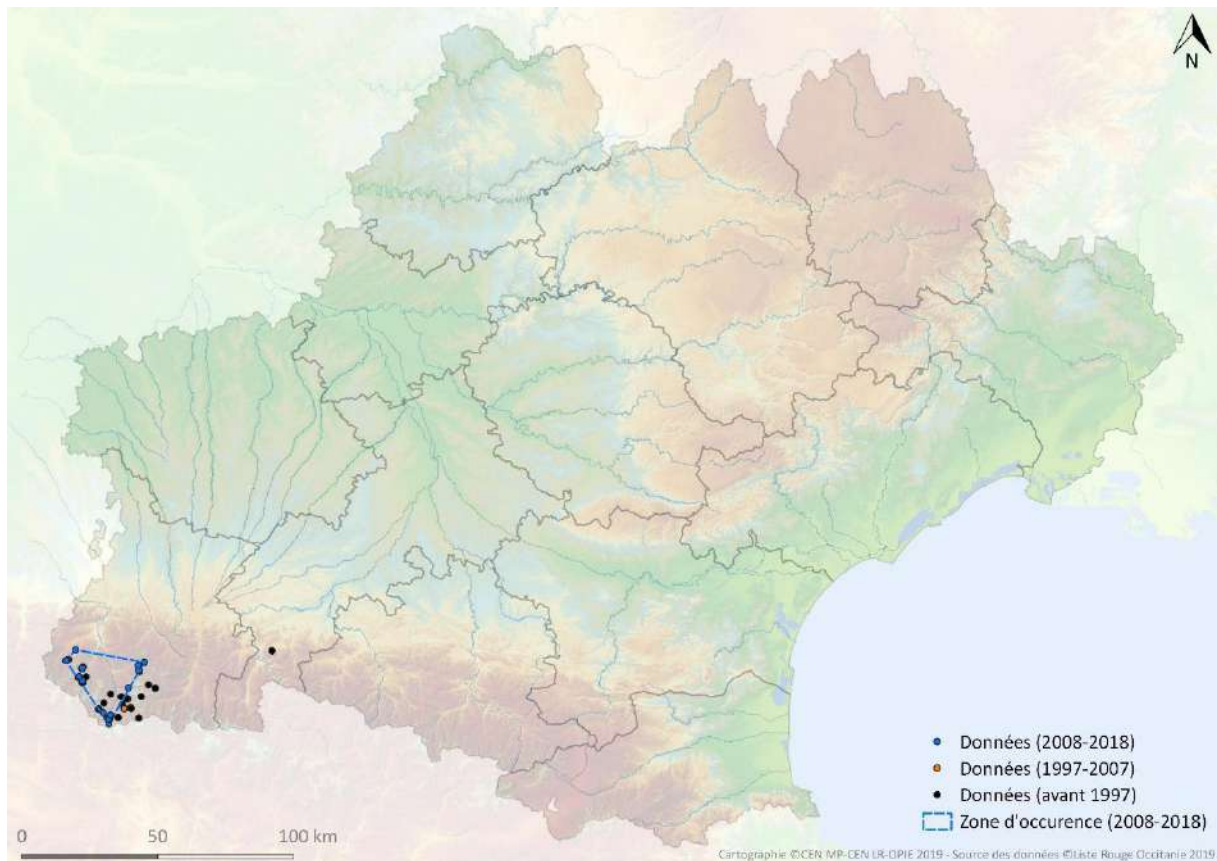 N
Données (2008-2018)
Données (1997-2007)
Données (avant 1997)
Zone d'occurence (2008-2018)
0 50 100 km
Cartographie ©CEN MP-CEN LR-OPIE 2019 - Source des données ©Liste Rouge Occitanie 2019